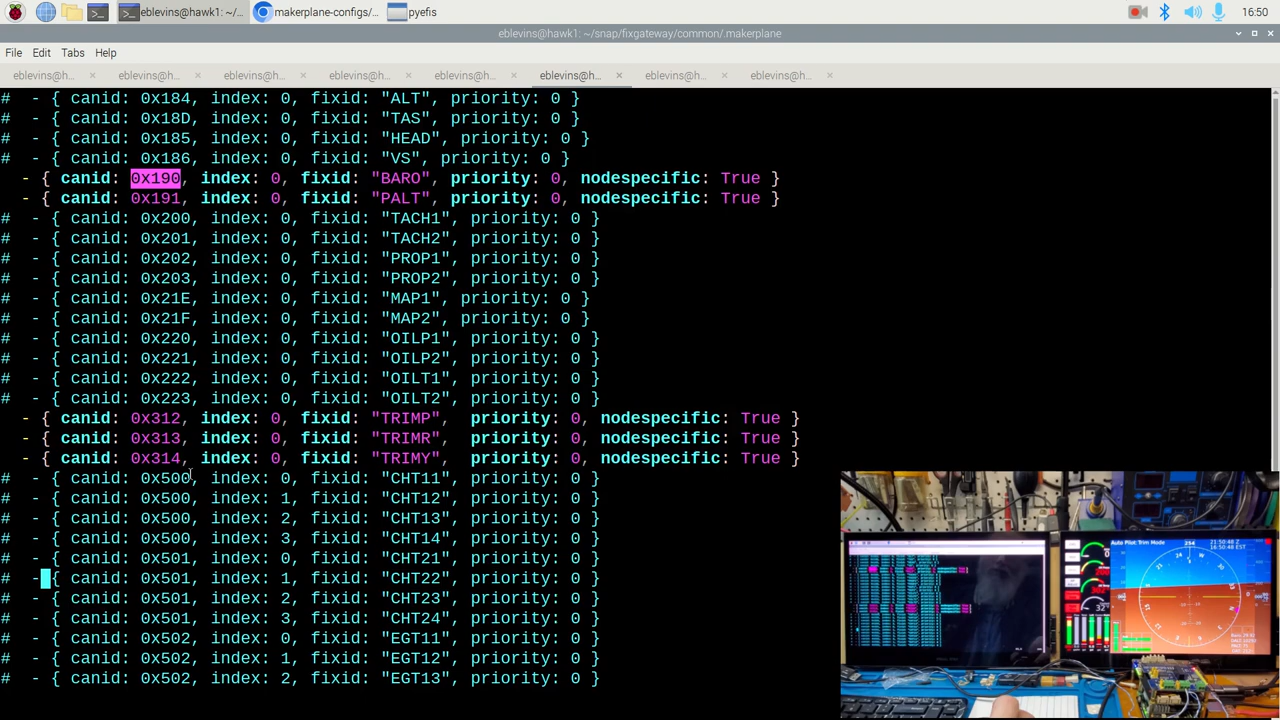 eblevins@hawk1: ~/... makerplane-configs/... pyefis 16:50
eblevins@hawk1: ~/snap/fixgateway/common/.makerplane
File Edit Tabs Help
eblevins@h... eblevins@h... eblevins@h... eblevins@h... eblevins@h... eblevins@h... eblevins@h... eblevins@h...
#  - { canid: 0x184, index: 0, fixid: "ALT", priority: 0 }
#  - { canid: 0x18D, index: 0, fixid: "TAS", priority: 0 }
#  - { canid: 0x185, index: 0, fixid: "HEAD", priority: 0 }
#  - { canid: 0x186, index: 0, fixid: "VS", priority: 0 }
  - { canid: 0x190, index: 0, fixid: "BARO", priority: 0, nodespecific: True }
  - { canid: 0x191, index: 0, fixid: "PALT", priority: 0, nodespecific: True }
#  - { canid: 0x200, index: 0, fixid: "TACH1", priority: 0 }
#  - { canid: 0x201, index: 0, fixid: "TACH2", priority: 0 }
#  - { canid: 0x202, index: 0, fixid: "PROP1", priority: 0 }
#  - { canid: 0x203, index: 0, fixid: "PROP2", priority: 0 }
#  - { canid: 0x21E, index: 0, fixid: "MAP1", priority: 0 }
#  - { canid: 0x21F, index: 0, fixid: "MAP2", priority: 0 }
#  - { canid: 0x220, index: 0, fixid: "OILP1", priority: 0 }
#  - { canid: 0x221, index: 0, fixid: "OILP2", priority: 0 }
#  - { canid: 0x222, index: 0, fixid: "OILT1", priority: 0 }
#  - { canid: 0x223, index: 0, fixid: "OILT2", priority: 0 }
  - { canid: 0x312, index: 0, fixid: "TRIMP",  priority: 0, nodespecific: True }
  - { canid: 0x313, index: 0, fixid: "TRIMR",  priority: 0, nodespecific: True }
  - { canid: 0x314, index: 0, fixid: "TRIMY",  priority: 0, nodespecific: True }
#  - { canid: 0x500, index: 0, fixid: "CHT11", priority: 0 }
#  - { canid: 0x500, index: 1, fixid: "CHT12", priority: 0 }
#  - { canid: 0x500, index: 2, fixid: "CHT13", priority: 0 }
#  - { canid: 0x500, index: 3, fixid: "CHT14", priority: 0 }
#  - { canid: 0x501, index: 0, fixid: "CHT21", priority: 0 }
#  - { canid: 0x501, index: 1, fixid: "CHT22", priority: 0 }
#  - { canid: 0x501, index: 2, fixid: "CHT23", priority: 0 }
#  - { canid: 0x501, index: 3, fixid: "CHT24", priority: 0 }
#  - { canid: 0x502, index: 0, fixid: "EGT11", priority: 0 }
#  - { canid: 0x502, index: 1, fixid: "EGT12", priority: 0 }
#  - { canid: 0x502, index: 2, fixid: "EGT13", priority: 0 }
Auto Pilot: Trim Mode
254
21:50:48 Z
16:50:48 EST